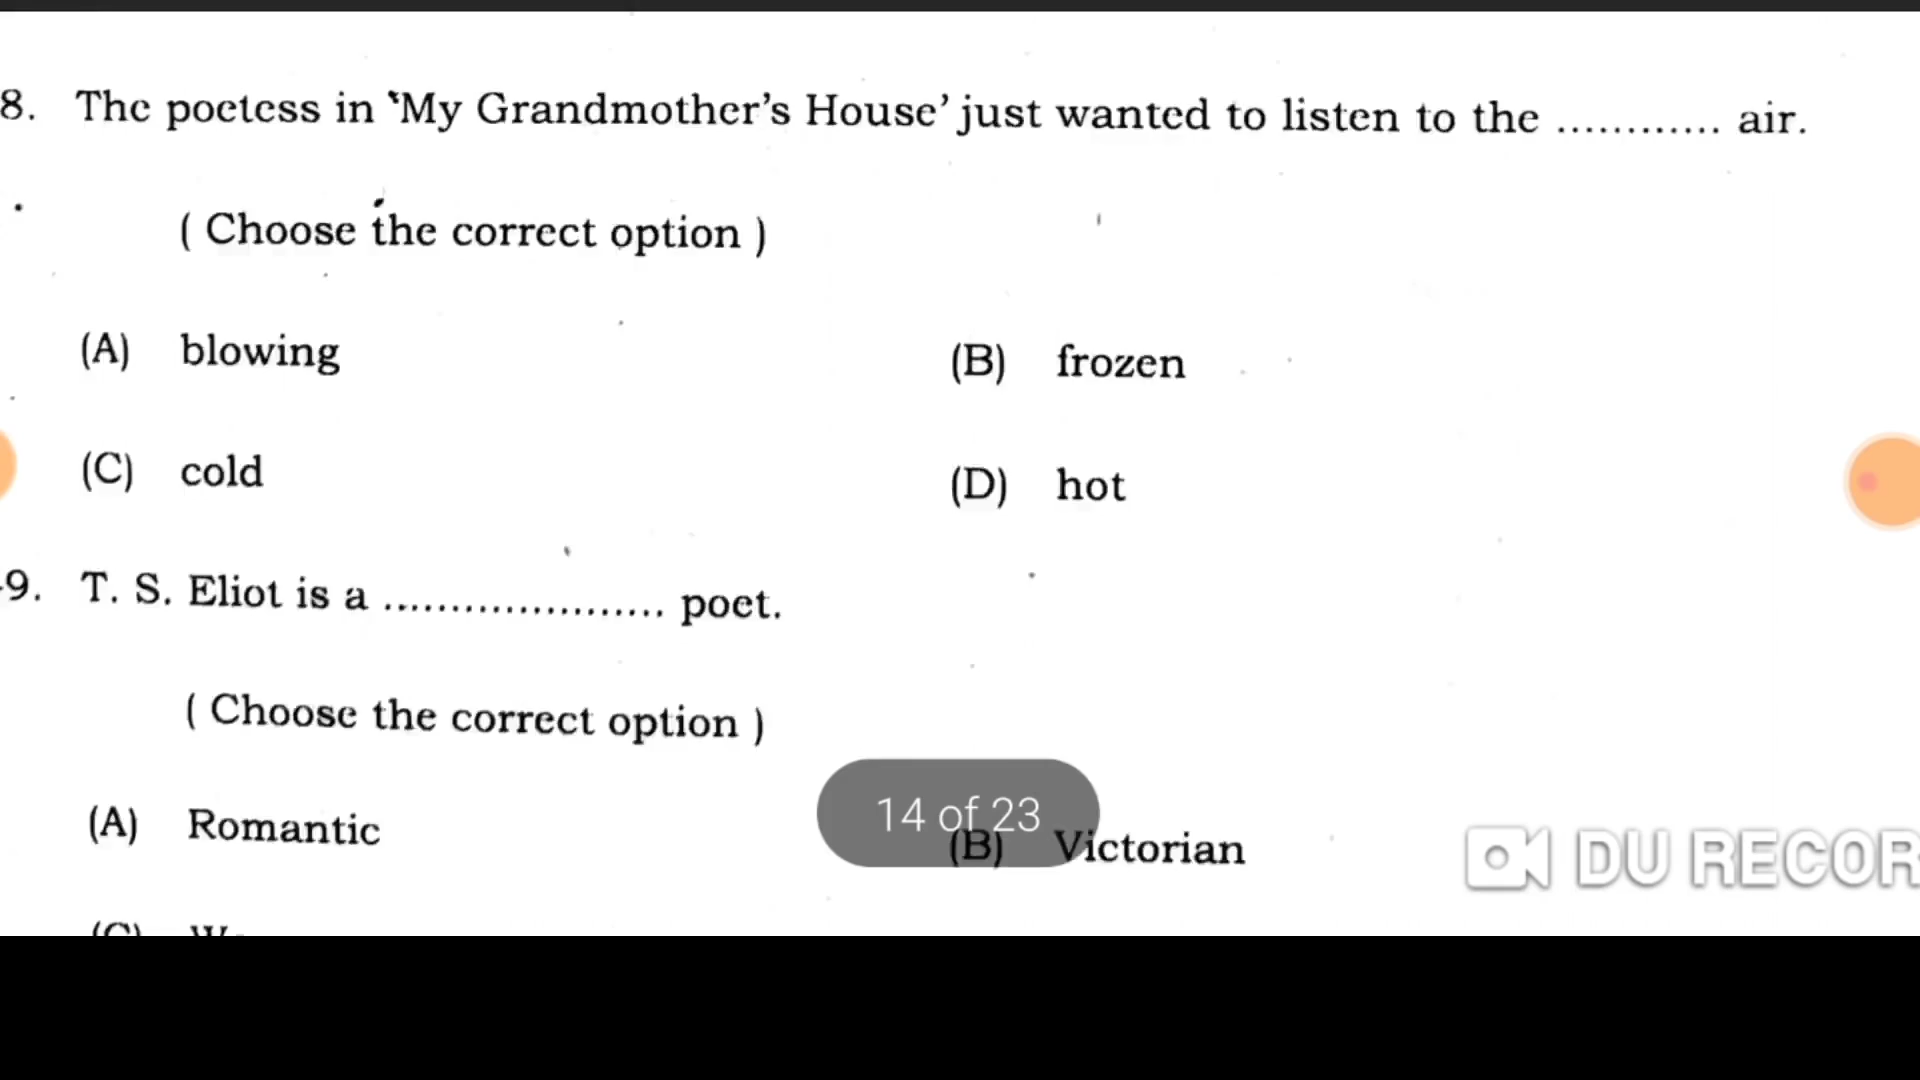 8. The poetess in 'My Grandmother's House' just wanted to listen to the ............ air.
( Choose the correct option )
(A) blowing (B) frozen
(C) cold (D) hot
9. T. S. Eliot is a ..................... poet.
( Choose the correct option )
14 of 23
(A) Romantic (B) Victorian
DU RECOR
(C)